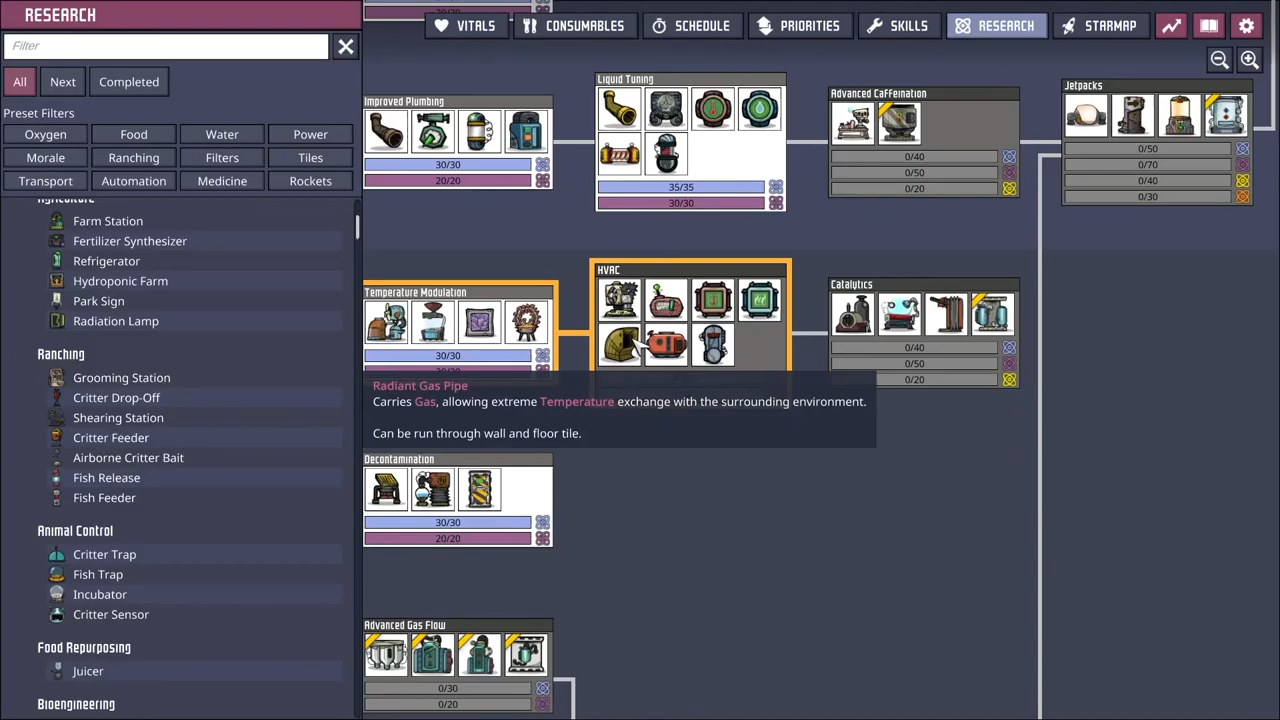 RESEARCH
VITALS
CONSUMABLES
SCHEDULE
PRIORITIES
SKILLS
RESEARCH
STARMAP
Filter
All
Next
Completed
Preset Filters
Oxygen
Food
Water
Power
Morale
Ranching
Filters
Tiles
Transport
Automation
Medicine
Rockets
Agriculture
Farm Station
Fertilizer Synthesizer
Refrigerator
Hydroponic Farm
Park Sign
Radiation Lamp
Ranching
Grooming Station
Critter Drop-Off
Shearing Station
Critter Feeder
Airborne Critter Bait
Fish Release
Fish Feeder
Animal Control
Critter Trap
Fish Trap
Incubator
Critter Sensor
Food Repurposing
Juicer
Bioengineering
Improved Plumbing
30/30
20/20
Liquid Tuning
35/35
30/30
Advanced Caffeination
0/40
0/50
0/20
Jetpacks
0/50
0/70
0/40
0/30
Temperature Modulation
30/30
HVAC
Catalytics
0/40
0/50
0/20
Radiant Gas Pipe
Carries Gas, allowing extreme Temperature exchange with the surrounding environment.
Can be run through wall and floor tile.
Decontamination
30/30
20/20
Advanced Gas Flow
0/30
0/20